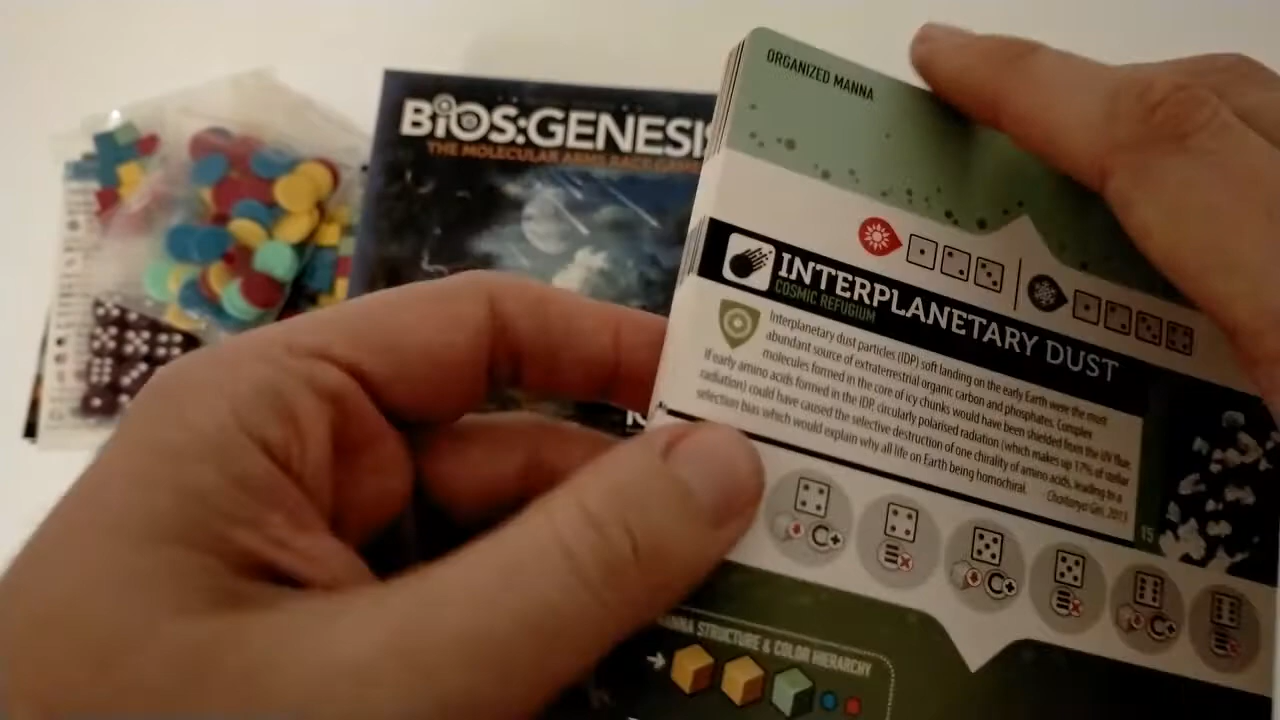 ORGANIZED MANNA
BIOS:GENESIS
THE MOLECULAR ARMS RACE
INTERPLANETARY DUST
COSMIC REFUGIUM
Interplanetary dust particles (IDP) soft landing on the early Earth were the most
abundant source of extraterrestrial organic carbon and phosphates. Complex
molecules formed in the core of icy chunks would have been shielded from the UV flux.
If early amino acids formed in the IDP, circularly polarised radiation (which makes up 17% of stellar
radiation) could have caused the selective destruction of one chirality of amino acids, leading to a
selection bias which would explain why all life on Earth being homochiral.
- Chaitanya Giri, 2013
15
C+
C+
C+
STRUCTURE & COLOR HIERARCHY